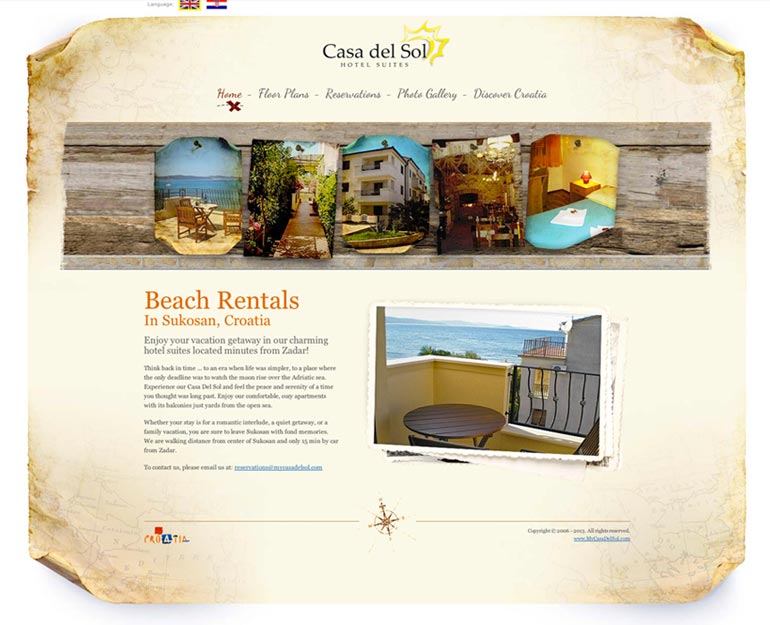 Language:
Casa del Sol
HOTEL SUITES
Home - Floor Plans - Reservations - Photo Gallery - Discover Croatia
Beach Rentals
In Sukosan, Croatia
Enjoy your vacation getaway in our charming
hotel suites located minutes from Zadar!
Think back in time ... to an era when life was simpler, to a place where
the only deadline was to watch the moon rise over the Adriatic sea.
Experience our Casa Del Sol and feel the peace and serenity of a time
you thought was long past. Enjoy our comfortable, cozy apartments
with its balconies just yards from the open sea.
Whether your stay is for a romantic interlude, a quiet getaway, or a
family vacation, you are sure to leave Sukosan with fond memories.
We are walking distance from center of Sukosan and only 15 min by car
from Zadar.
To contact us, please email us at: reservations@mycasadelsol.com
CROATIA
Copyright © 2006 - 2013. All rights reserved.
www.MyCasaDelSol.com